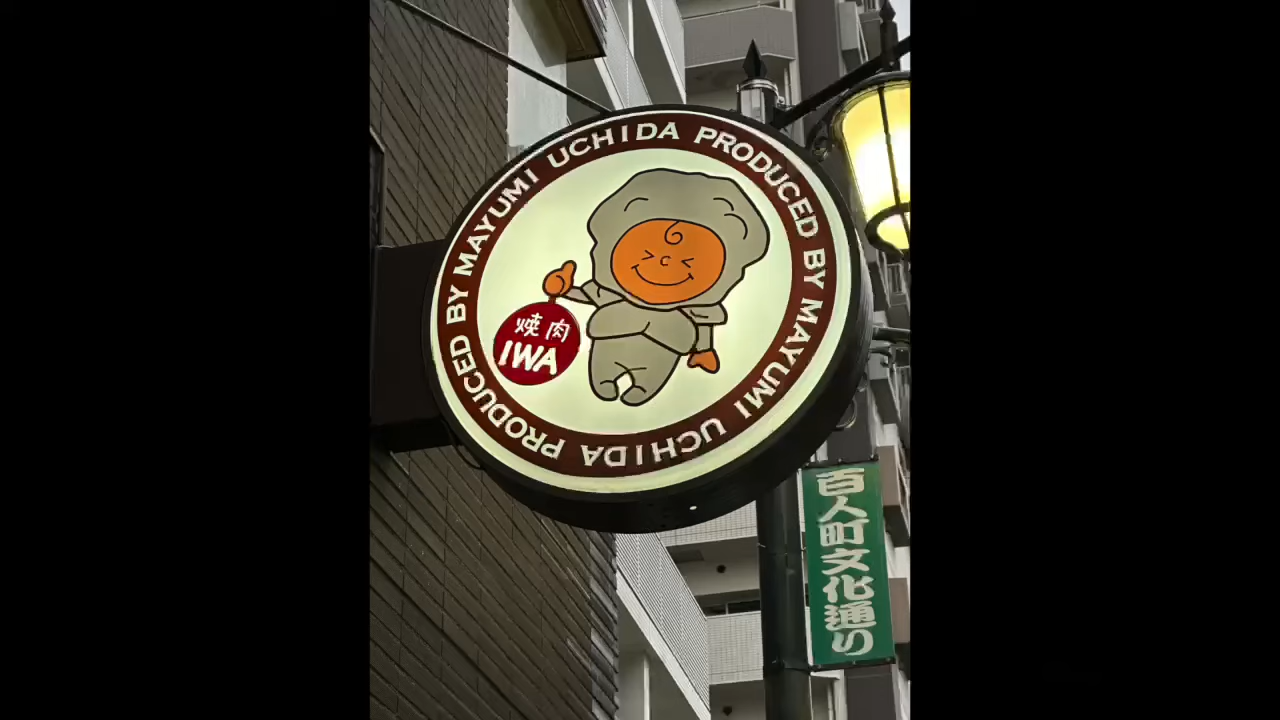 PRODUCED BY MAYUMI UCHIDA PRODUCED BY MAYUMI UCHIDA
焼肉
IWA
百人町文化通り